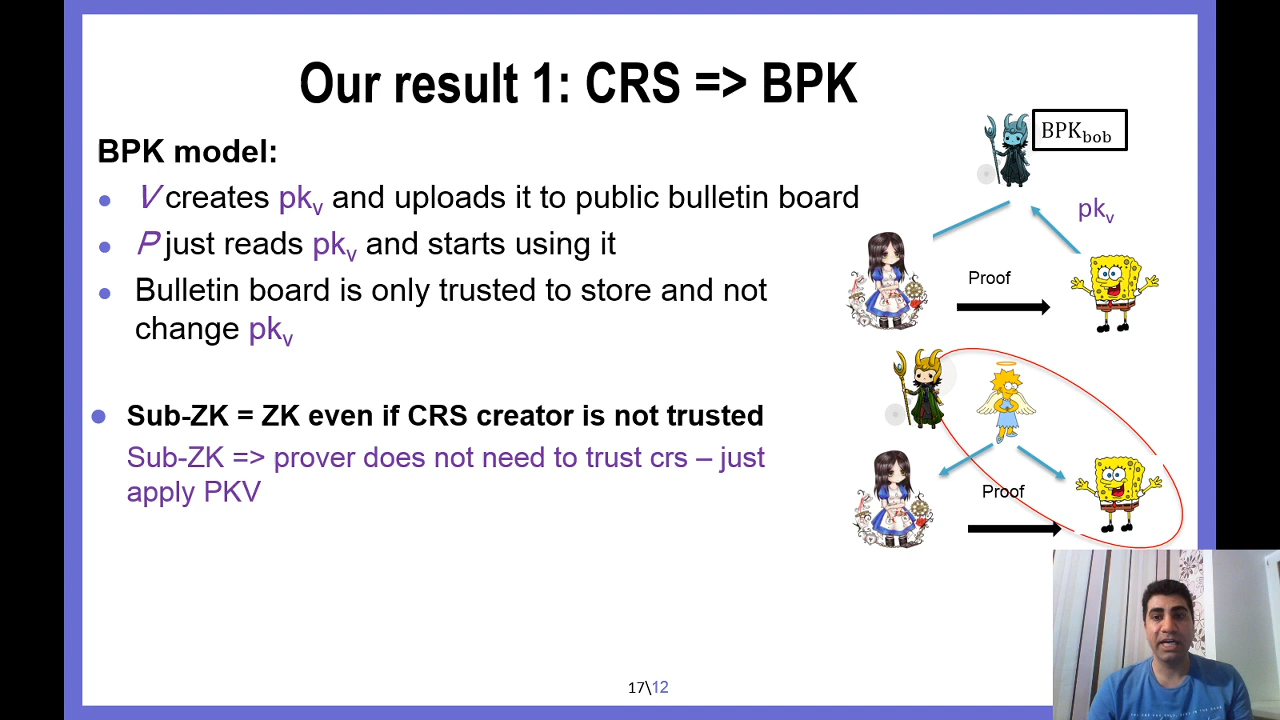 Our result 1: CRS => BPK
BPK model:
V creates pkv and uploads it to public bulletin board
P just reads pkv and starts using it
Bulletin board is only trusted to store and not
change pkv
Sub-ZK = ZK even if CRS creator is not trusted
Sub-ZK => prover does not need to trust crs – just
apply PKV
BPKbob
pkv
Proof
Proof
17\12